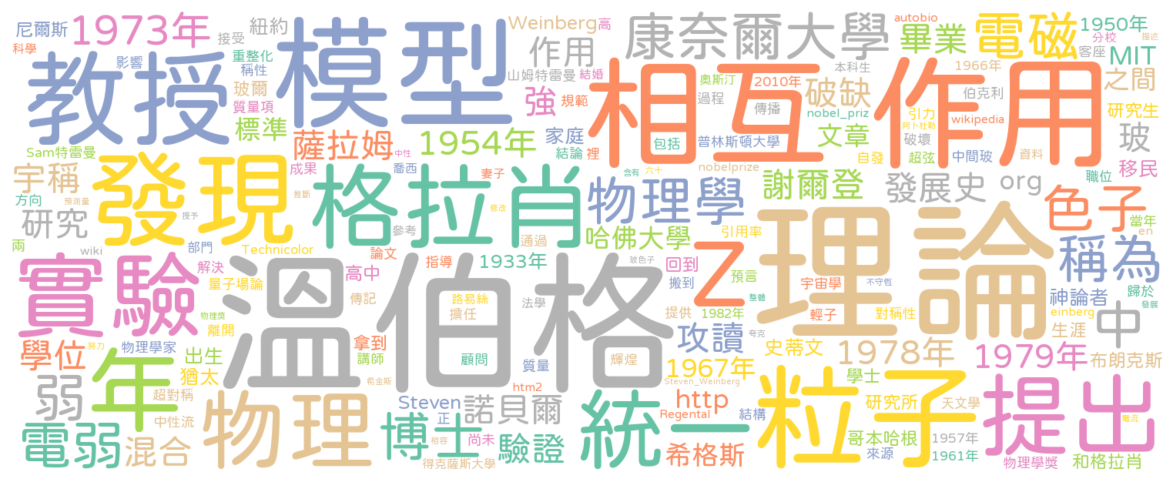 尼爾斯
1973年
接受
紐約
Weinberg
高
康奈爾大學
autobio
畢業
電磁
1950年
分校
科學
影響
重整化
稱性
玻爾
質量項
標準
教授
模型
作用
山姆特雷曼
結婚
強
規範
奧斯汀
2010年
本科生
過程
傳播
破缺
nobel_priz
1966年
伯克利
客座
MIT
之間
引力
研究生
wikipedia
相互作用
Sam特雷曼
成果
中性
薩拉姆
1954年
喬西
妻子
家庭
結論
裡
包括
普林斯頓大學
文章
破壞
自發
超弦
中間玻
資料
玻
移民
職位
宇稱
方向
研究
發現
格拉肖
物理學
nobelprize
謝爾登
發展史
org
色子
當年
en
兩
wiki
部門
Technicolor
論文
參考
通過
指導
1933年
哈佛大學
回到
搬到
引用率
預言
理論
稱為
實驗
解決
量子場論
傳記
離開
高中
溫伯格
路易絲
擔任
法學
顧問
質量
輝煌
Z
提供
1982年
宇宙學
輕子
對稱性
不守恆
神論者
歸於
einberg
發展
中
攻讀
學位
物理學家
出生
猶太
拿到
講師
年
弱
超對稱
物理
中性流
電弱
混合
Steven
正
諾貝爾
htm2
尚未
博士
驗證
得克薩斯大學
Steven_Weinberg
1967年
http
Regental
結構
統一
希格斯
史蒂文
生涯
1978年
1979年
布朗克斯
學士
研究所
天文學
粒子
哥本哈根
1957年
來源
1961年
提出
物理學獎
和格拉肖